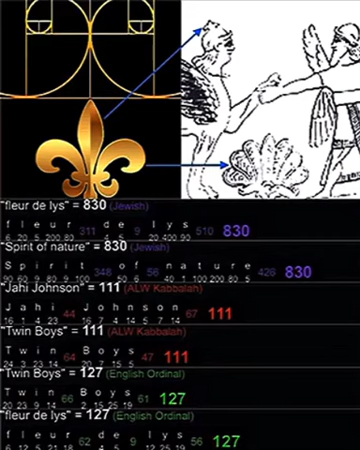 "fleur de lys" = 830 (Jewish)
f l e u r 311 d e 9 l y s 510 830
6 20 5 200 80 4 5 20 400 90
"Spirit of nature" = 830 (Jewish)
S p i r i t 348 o f 56 n a t u r e 426 830
90 60 9 80 9 100 50 6 40 1 100 200 80 5
"Jahi Johnson" = 111 (ALW Kabbalah)
J a h i 44 J o h n s o n 67 111
16 1 4 23 16 7 4 14 5 7 14
"Twin Boys" = 111 (ALW Kabbalah)
T w i n 64 B o y s 47 111
24 3 23 14 20 7 15 5
"Twin Boys" = 127 (English Ordinal)
T w i n 66 B o y s 61 127
20 23 9 14 2 15 25 19
"fleur de lys" = 127 (English Ordinal)
f l e u r 62 d e 9 l y s 56 127
6 12 5 21 18 4 5 12 25 19